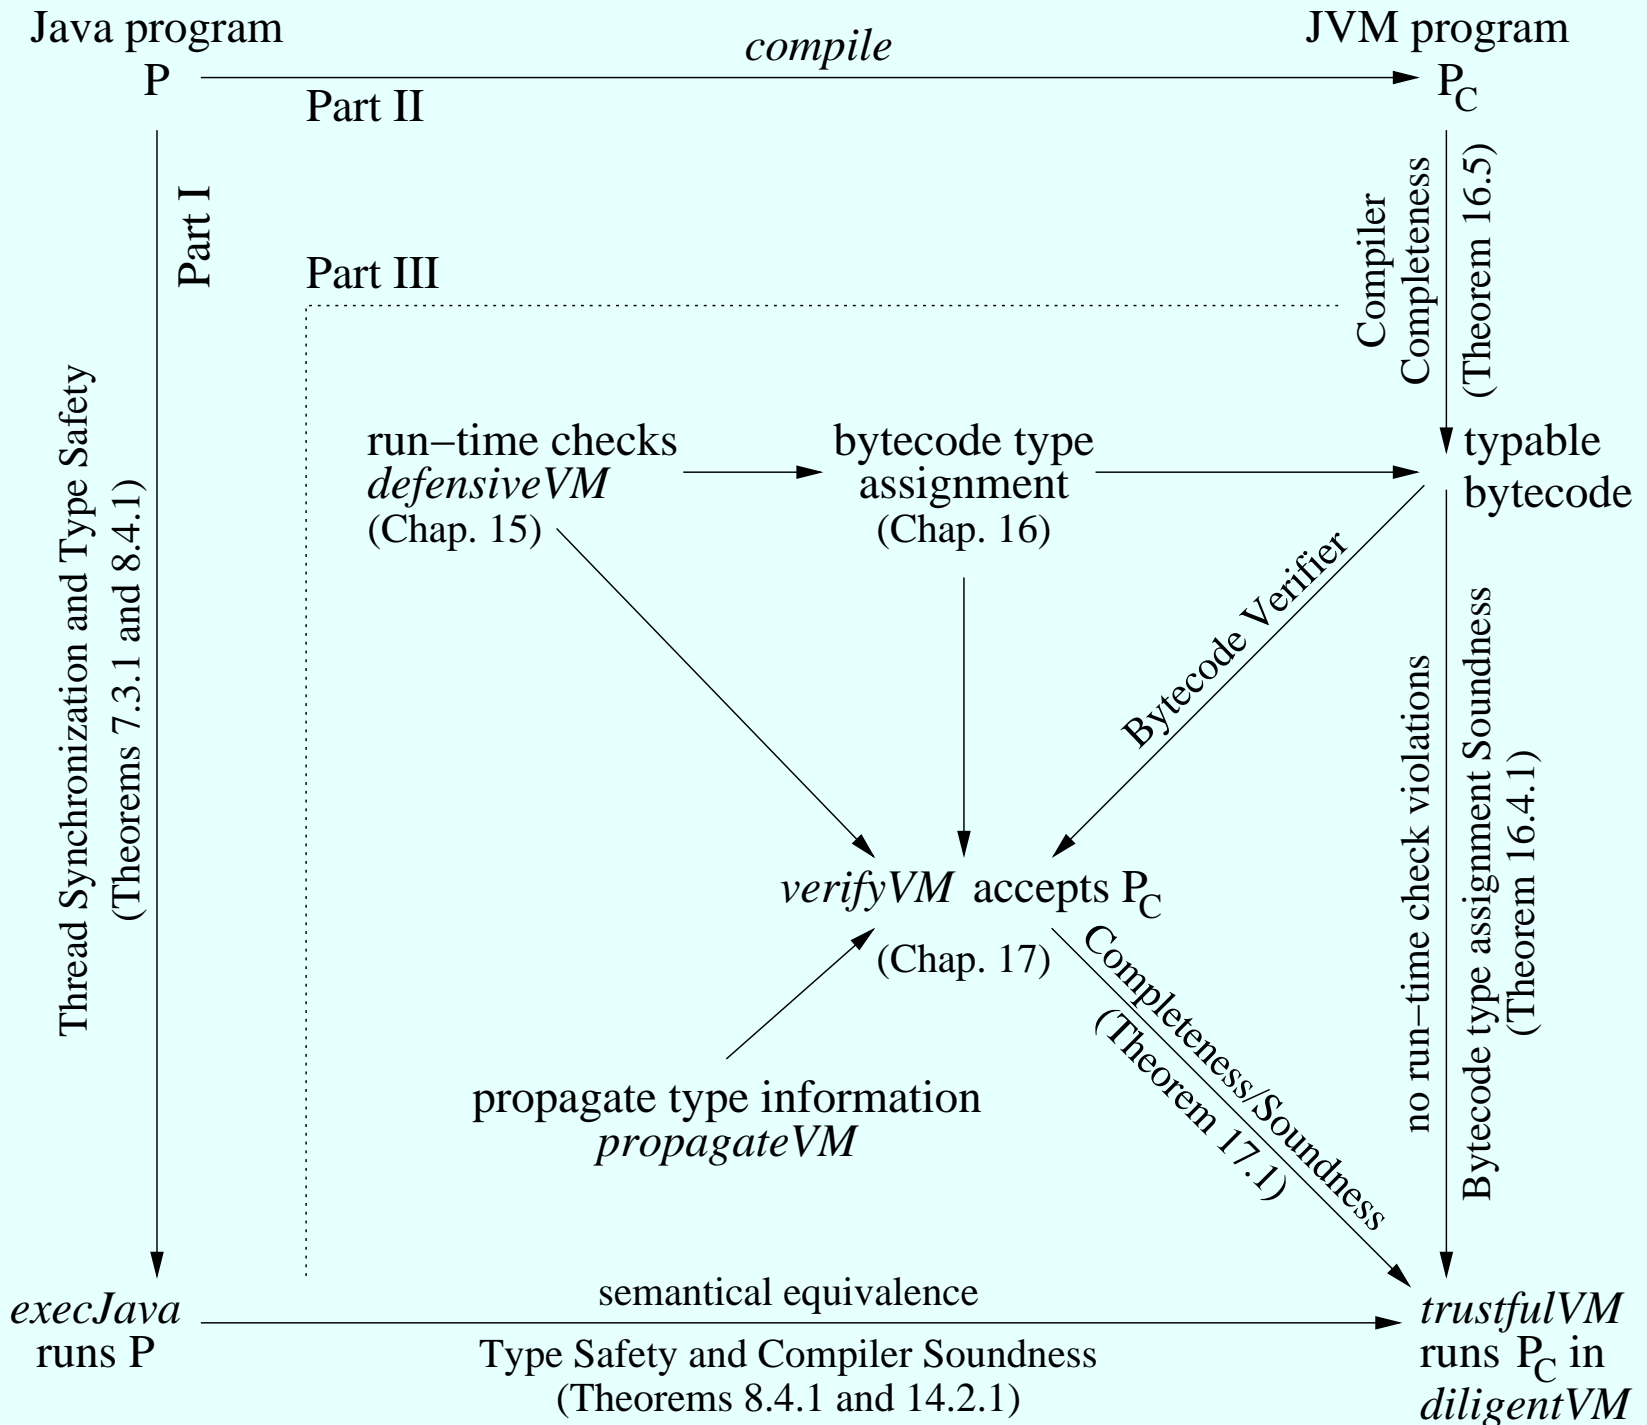 Java program
P
compile
Part II
JVM program
P_C
Part I
Thread Synchronization and Type Safety
(Theorems 7.3.1 and 8.4.1)
Part III
Compiler
Completeness
(Theorem 16.5)
run−time checks
defensiveVM
(Chap. 15)
bytecode type
assignment
(Chap. 16)
typable
bytecode
Bytecode Verifier
no run−time check violations
Bytecode type assignment Soundness
(Theorem 16.4.1)
verifyVM accepts P_C
(Chap. 17)
Completeness/Soundness
(Theorem 17.1)
propagate type information
propagateVM
execJava
runs P
semantical equivalence
Type Safety and Compiler Soundness
(Theorems 8.4.1 and 14.2.1)
trustfulVM
runs P_C in
diligentVM